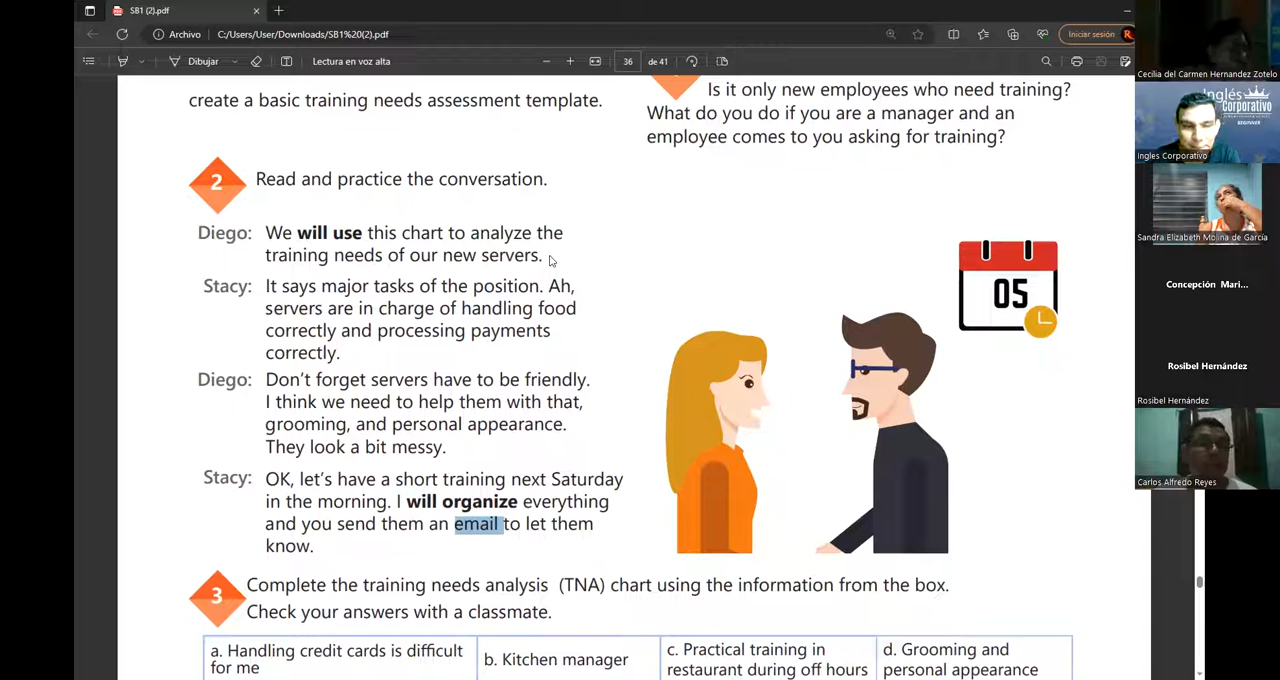 SB1 (2).pdf
Archivo
C:/Users/User/Downloads/SB1%20(2).pdf
Iniciar sesión
R
Dibujar
Lectura en voz alta
36
de 41
create a basic training needs assessment template.
Is it only new employees who need training?
What do you do if you are a manager and an
employee comes to you asking for training?
2
Read and practice the conversation.
Diego: We will use this chart to analyze the
training needs of our new servers.
Stacy: It says major tasks of the position. Ah,
servers are in charge of handling food
correctly and processing payments
correctly.
Diego: Don't forget servers have to be friendly.
I think we need to help them with that,
grooming, and personal appearance.
They look a bit messy.
Stacy: OK, let's have a short training next Saturday
in the morning. I will organize everything
and you send them an email to let them
know.
05
3
Complete the training needs analysis (TNA) chart using the information from the box.
Check your answers with a classmate.
a. Handling credit cards is difficult
for me
b. Kitchen manager
c. Practical training in
restaurant during off hours
d. Grooming and
personal appearance
Cecilia del Carmen Hernandez Zotelo
Inglés
Corporativo
BEGINNER
Ingles Corporativo
Sandra Elizabeth Molina de García
Concepción Mari...
Rosibel Hernández
Rosibel Hernández
Carlos Alfredo Reyes